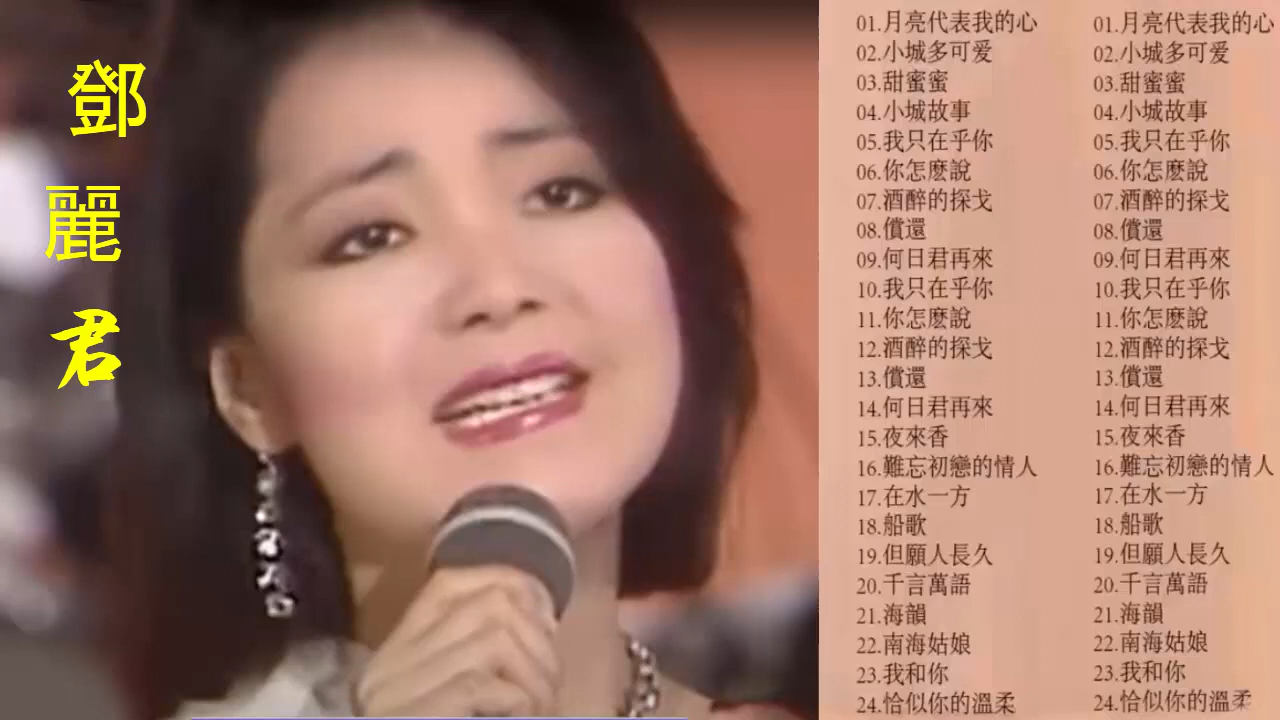 鄧麗君
01.月亮代表我的心
02.小城多可爱
03.甜蜜蜜
04.小城故事
05.我只在乎你
06.你怎麽說
07.酒醉的探戈
08.償還
09.何日君再來
10.我只在乎你
11.你怎麽說
12.酒醉的探戈
13.償還
14.何日君再來
15.夜來香
16.難忘初戀的情人
17.在水一方
18.船歌
19.但願人長久
20.千言萬語
21.海韻
22.南海姑娘
23.我和你
24.恰似你的溫柔
01.月亮代表我的心
02.小城多可爱
03.甜蜜蜜
04.小城故事
05.我只在乎你
06.你怎麽說
07.酒醉的探戈
08.償還
09.何日君再來
10.我只在乎你
11.你怎麽說
12.酒醉的探戈
13.償還
14.何日君再來
15.夜來香
16.難忘初戀的情人
17.在水一方
18.船歌
19.但願人長久
20.千言萬語
21.海韻
22.南海姑娘
23.我和你
24.恰似你的溫柔